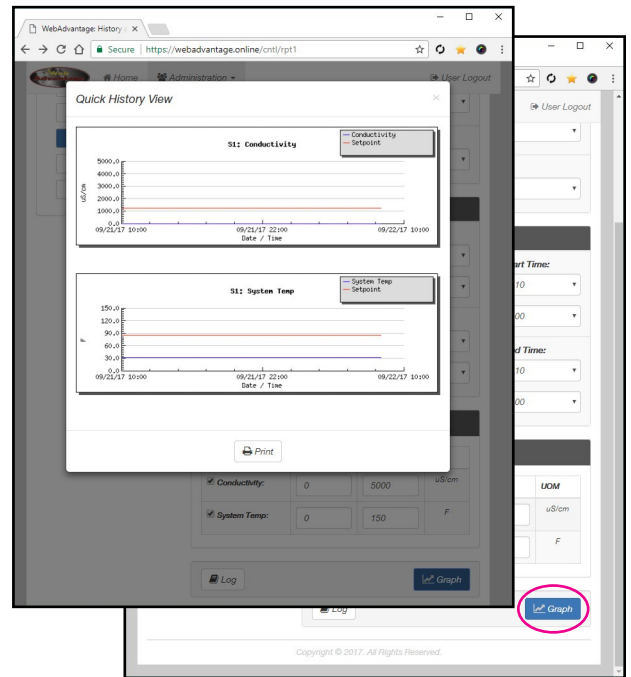 WebAdvantage: History a
Secure | https://webadvantage.online/cntl/rpt1
Home Administration User Logout
User Logout
Quick History View
S1: Conductivity
Conductivity
Setpoint
5000.0
4000.0
3000.0
2000.0
1000.0
0.0
uS/cm
09/21/17 10:00 09/21/17 22:00 09/22/17 10:00
Date / Time
S1: System Temp
System Temp
Setpoint
150.0
120.0
90.0
60.0
30.0
0.0
F
09/21/17 10:00 09/21/17 22:00 09/22/17 10:00
Date / Time
Print
art Time:
10
00
d Time:
10
00
Conductivity: 0 5000 uS/cm
System Temp: 0 150 F
Log Graph
UOM
uS/cm
F
Log Graph
Copyright © 2017. All Rights Reserved.